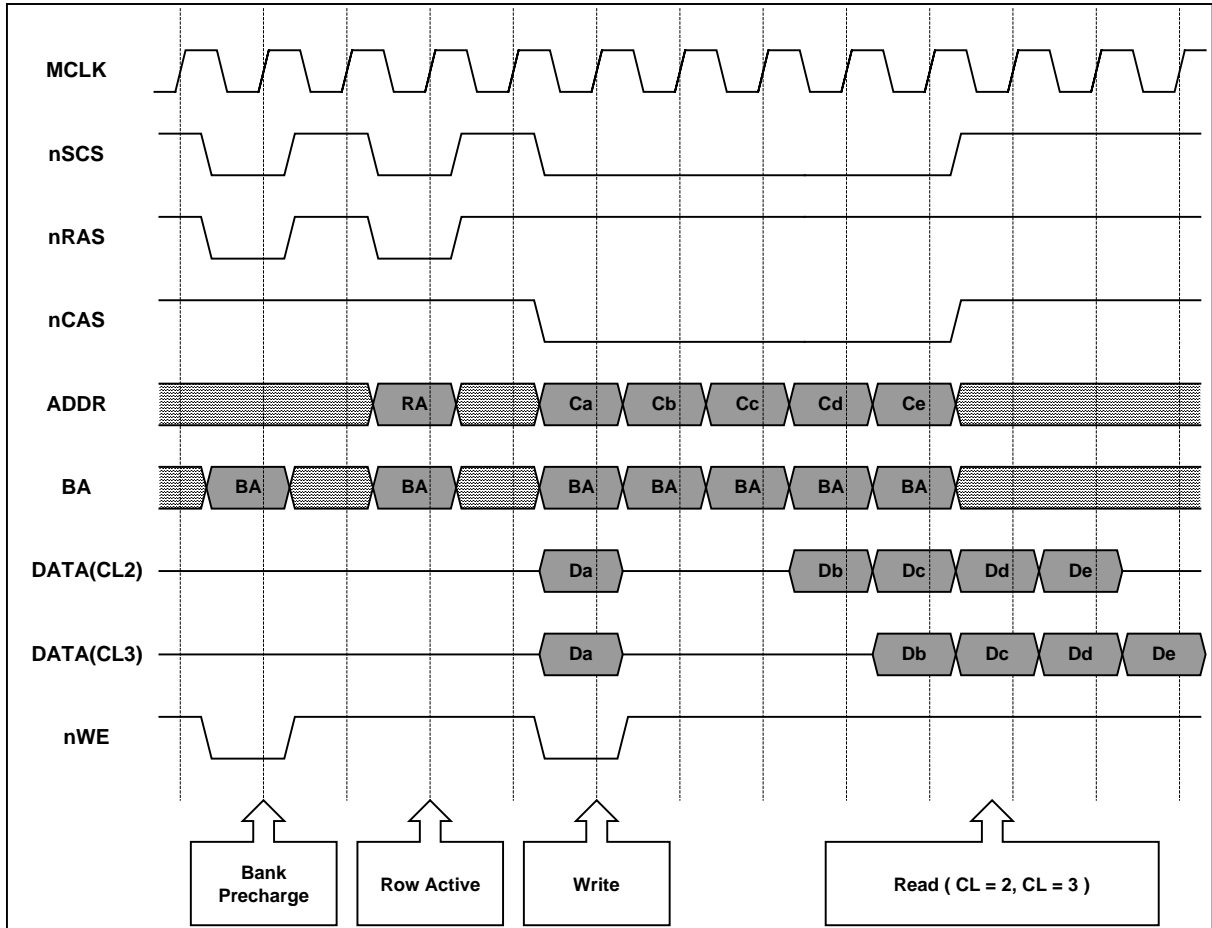 MCLK
nSCS
nRAS
nCAS
ADDR
RA Ca Cb Cc Cd Ce
BA
BA BA BA BA BA BA BA
DATA(CL2)
Da Db Dc Dd De
DATA(CL3)
Da Db Dc Dd De
nWE
Bank
Precharge
Row Active
Write
Read ( CL = 2, CL = 3 )